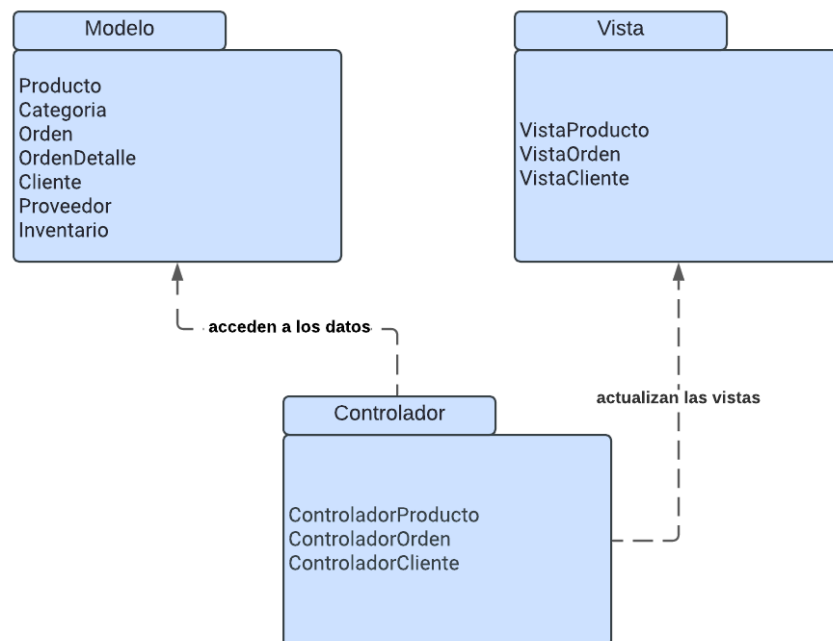 Modelo
Producto
Categoria
Orden
OrdenDetalle
Cliente
Proveedor
Inventario
Vista
VistaProducto
VistaOrden
VistaCliente
acceden a los datos
actualizan las vistas
Controlador
ControladorProducto
ControladorOrden
ControladorCliente